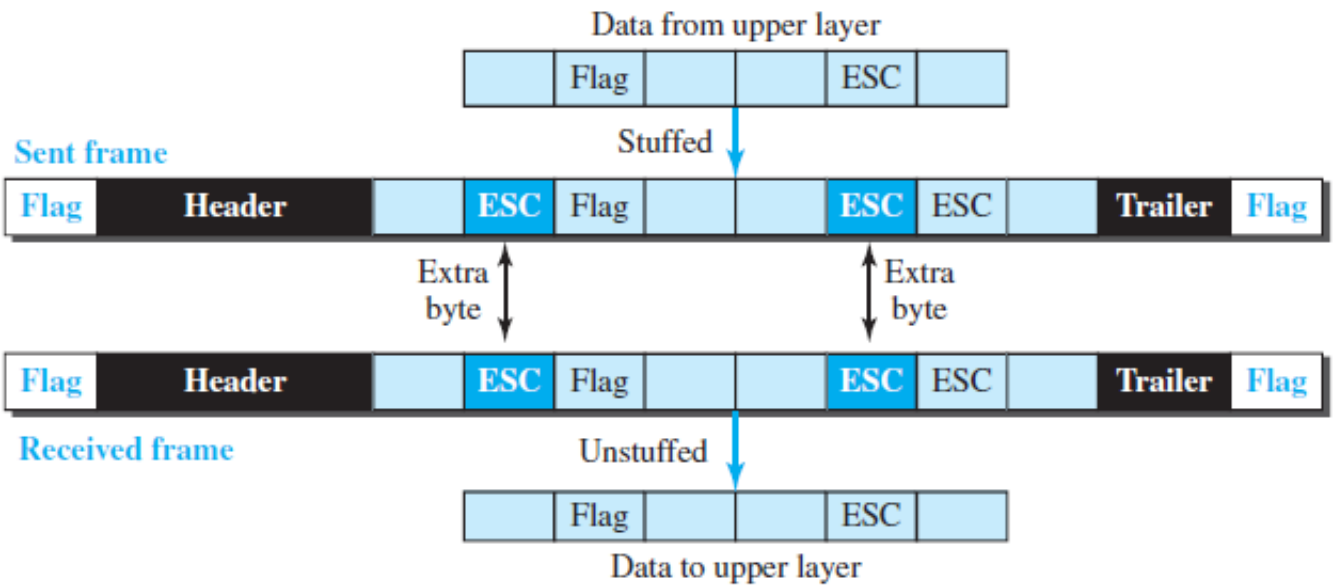 Data from upper layer
Flag ESC
Stuffed
Sent frame
Flag Header ESC Flag ESC ESC Trailer Flag
Extra byte
Extra byte
Flag Header ESC Flag ESC ESC Trailer Flag
Received frame
Unstuffed
Flag ESC
Data to upper layer